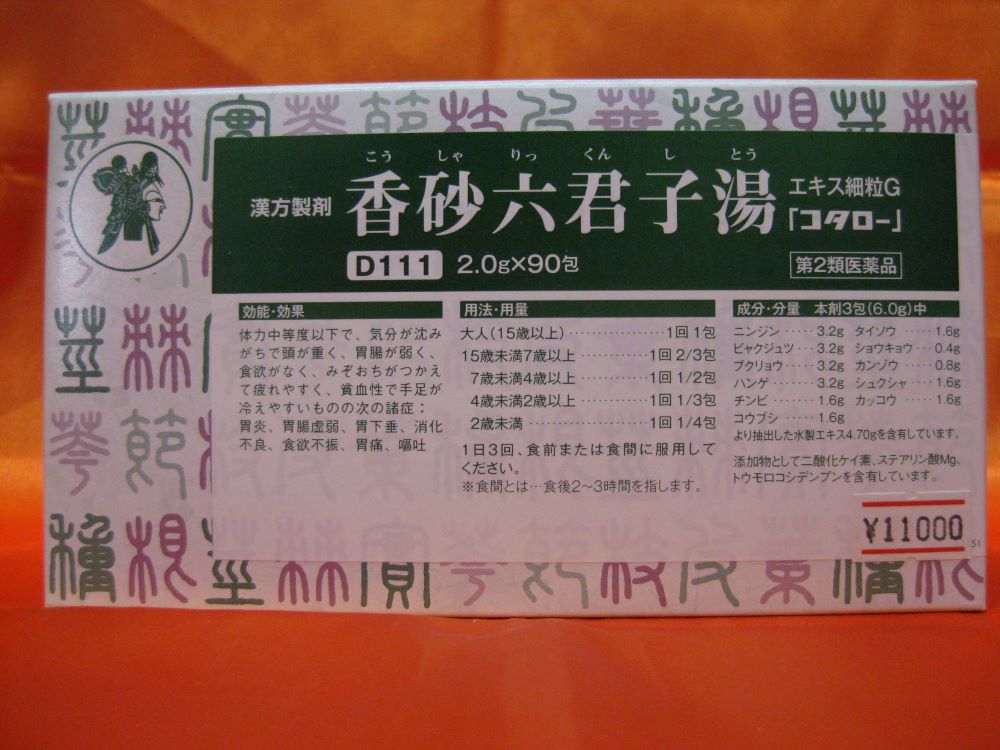 こうしゃりっくんしとう
漢方製剤 香砂六君子湯 エキス細粒G
「コタロー」
D111 2.0g×90包 第2類医薬品
効能・効果
体力中等度以下で、気分が沈み
がちで頭が重く、胃腸が弱く、
食欲がなく、みぞおちがつかえ
て疲れやすく、貧血性で手足が
冷えやすいものの次の諸症：
胃炎、胃腸虚弱、胃下垂、消化
不良、食欲不振、胃痛、嘔吐
用法・用量
大人(15歳以上)……………1回 1包
15歳未満7歳以上…………1回 2/3包
7歳未満4歳以上…………1回 1/2包
4歳未満2歳以上…………1回 1/3包
2歳未満……………………1回 1/4包
1日3回、食前または食間に服用して
ください。
※食間とは…食後2〜3時間を指します。
成分・分量 本剤3包(6.0g)中
ニンジン……3.2g タイソウ……1.6g
ビャクジュツ…3.2g ショウキョウ…0.4g
ブクリョウ……3.2g カンゾウ……0.8g
ハンゲ………3.2g シュクシャ…1.6g
チンピ………1.6g カッコウ……1.6g
コウブシ……1.6g
より抽出した水製エキス4.70gを含有しています。
添加物として二酸化ケイ素、ステアリン酸Mg、
トウモロコシデンプンを含有しています。
¥11000
51